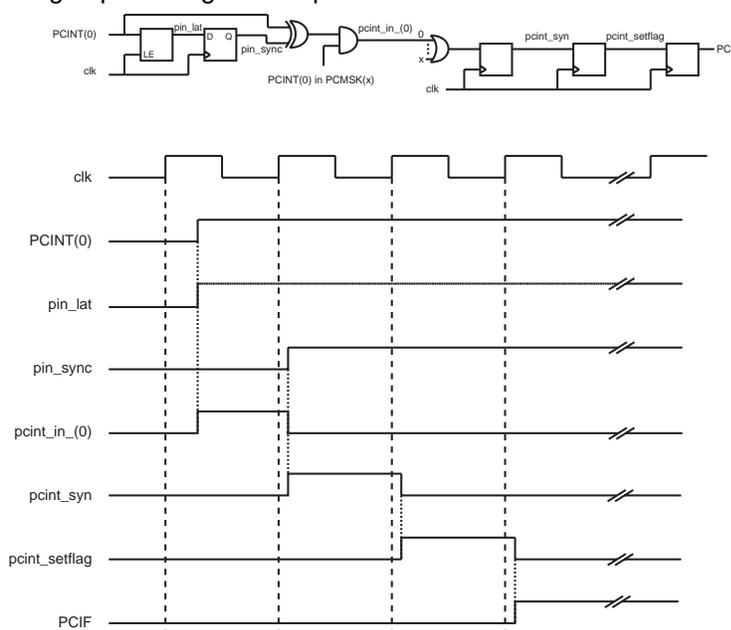 PCINT(0)
pin_lat
D Q
LE
pin_sync
clk
pcint_in_(0)
0
x
PCINT(0) in PCMSK(x)
pcint_syn
pcint_setflag
PC
clk
clk
PCINT(0)
pin_lat
pin_sync
pcint_in_(0)
pcint_syn
pcint_setflag
PCIF